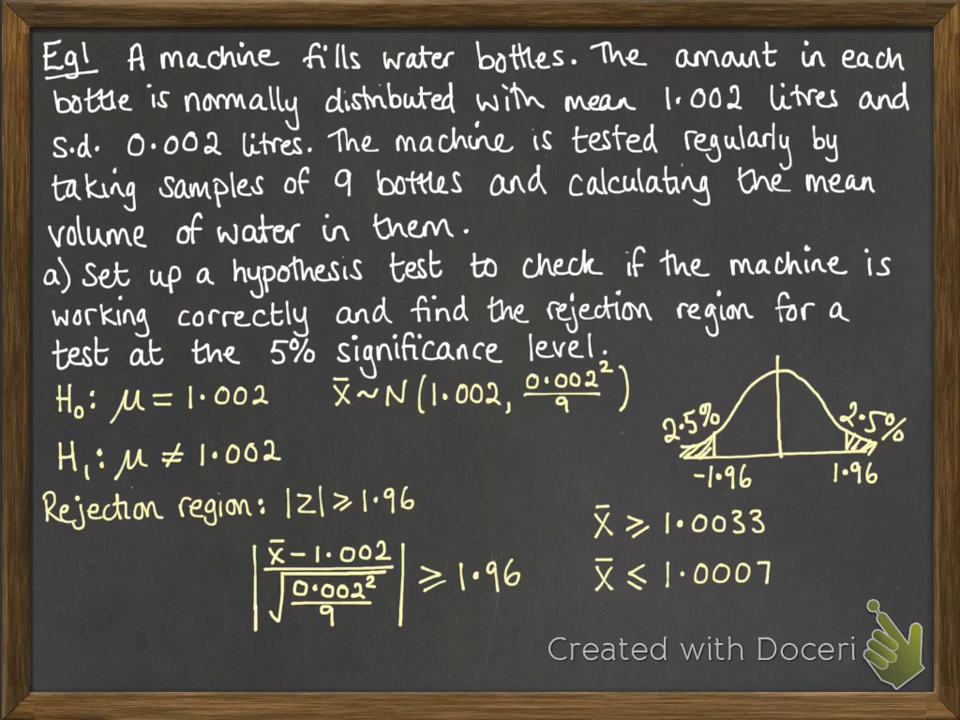 Eg1 A machine fills water bottles. The amount in each
bottle is normally distributed with mean 1.002 litres and
s.d. 0.002 litres. The machine is tested regularly by
taking samples of 9 bottles and calculating the mean
volume of water in them.
a) Set up a hypothesis test to check if the machine is
working correctly and find the rejection region for a
test at the 5% significance level.
H₀: μ = 1.002 x̄ ~ N(1.002, 0.002²/9)
H₁: μ ≠ 1.002
2.5% 2.5%
-1.96 1.96
Rejection region: |z| ≥ 1.96
|(x̄ - 1.002)/√(0.002²/9)| ≥ 1.96
x̄ ≥ 1.0033
x̄ ≤ 1.0007
Created with Doceri